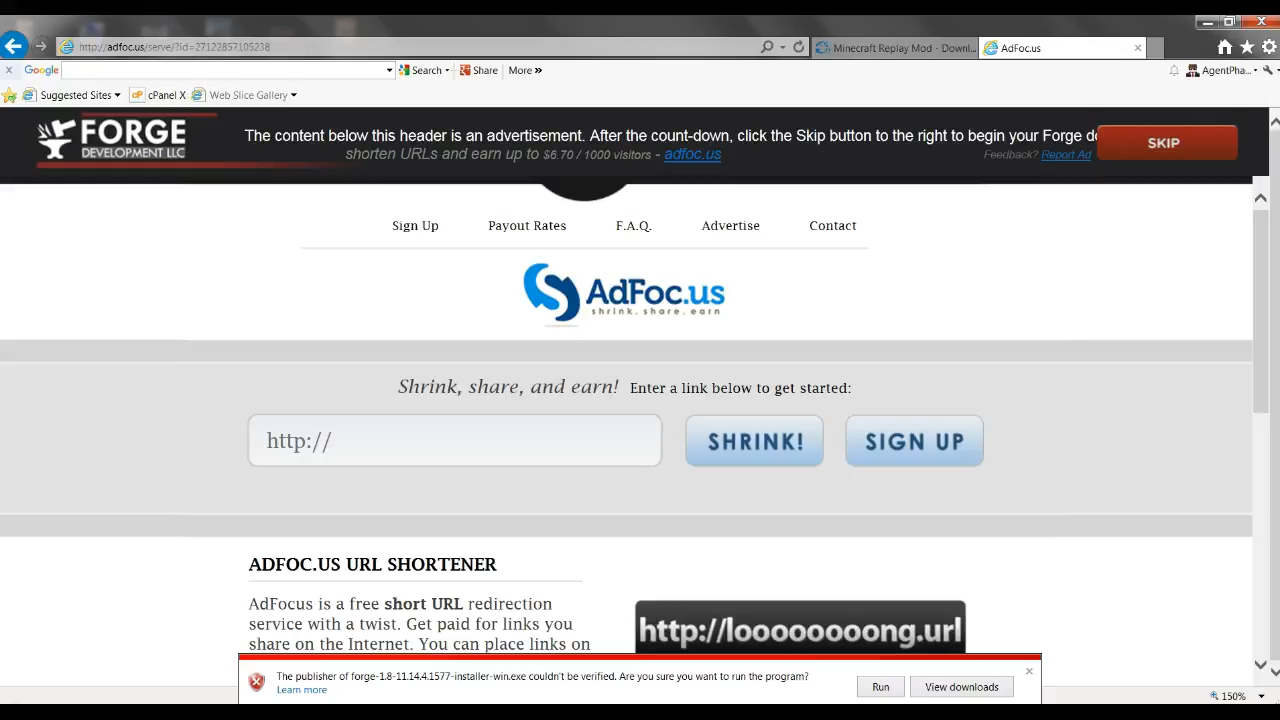 http://adfoc.us/serve/?id=27122857105238
Minecraft Replay Mod - Downl...
AdFoc.us
Google
Search
Share
More »
AgentPha...
Suggested Sites
cPanel X
Web Slice Gallery
FORGE
DEVELOPMENT LLC
The content below this header is an advertisement. After the count-down, click the Skip button to the right to begin your Forge do
SKIP
shorten URLs and earn up to $6.70 / 1000 visitors - adfoc.us
Feedback? Report Ad
Sign Up
Payout Rates
F.A.Q.
Advertise
Contact
AdFoc.us
shrink. share. earn
Shrink, share, and earn! Enter a link below to get started:
http://
SHRINK!
SIGN UP
ADFOC.US URL SHORTENER
AdFocus is a free short URL redirection
service with a twist. Get paid for links you
share on the Internet. You can place links on
http://loooooooong.url
The publisher of forge-1.8-11.14.4.1577-installer-win.exe couldn't be verified. Are you sure you want to run the program?
Learn more
Run
View downloads
150%